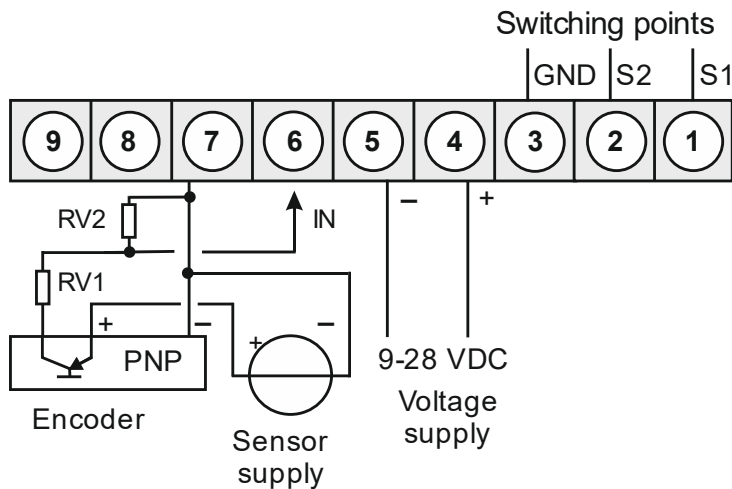 Switching points
GND S2 S1
9 8 7 6 5 4 3 2 1
RV2 IN − +
RV1
+ − + −
PNP 9-28 VDC
Encoder Voltage
supply
Sensor
supply